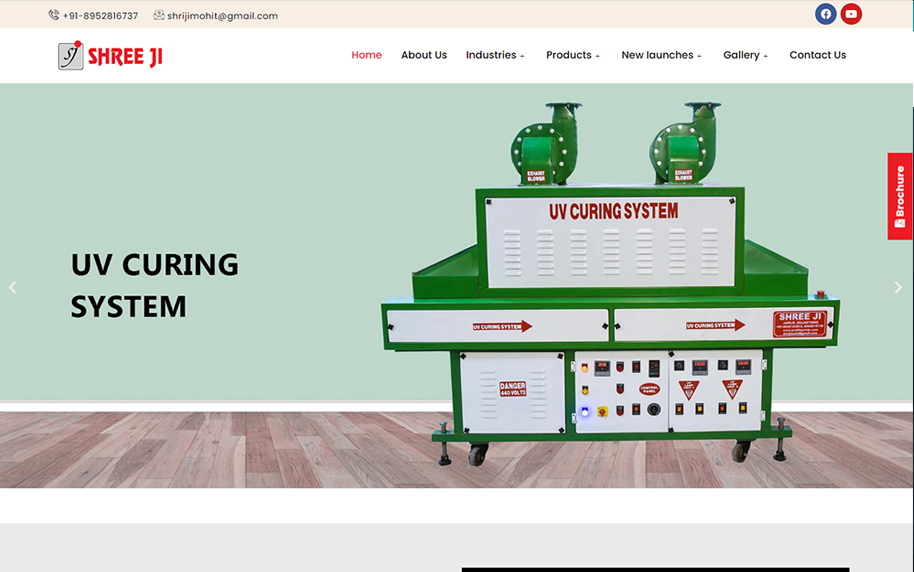 +91-8952816737 shrijimohit@gmail.com
SJ SHREE JI
Home About Us Industries Products New launches Gallery Contact Us
Brochure
EXHAUST BLOWER
EXHAUST BLOWER
UV CURING SYSTEM
UV CURING
SYSTEM
UV CURING SYSTEM
UV CURING SYSTEM
SHREE JI
DANGER
440 VOLTS
CONTROL
PANEL